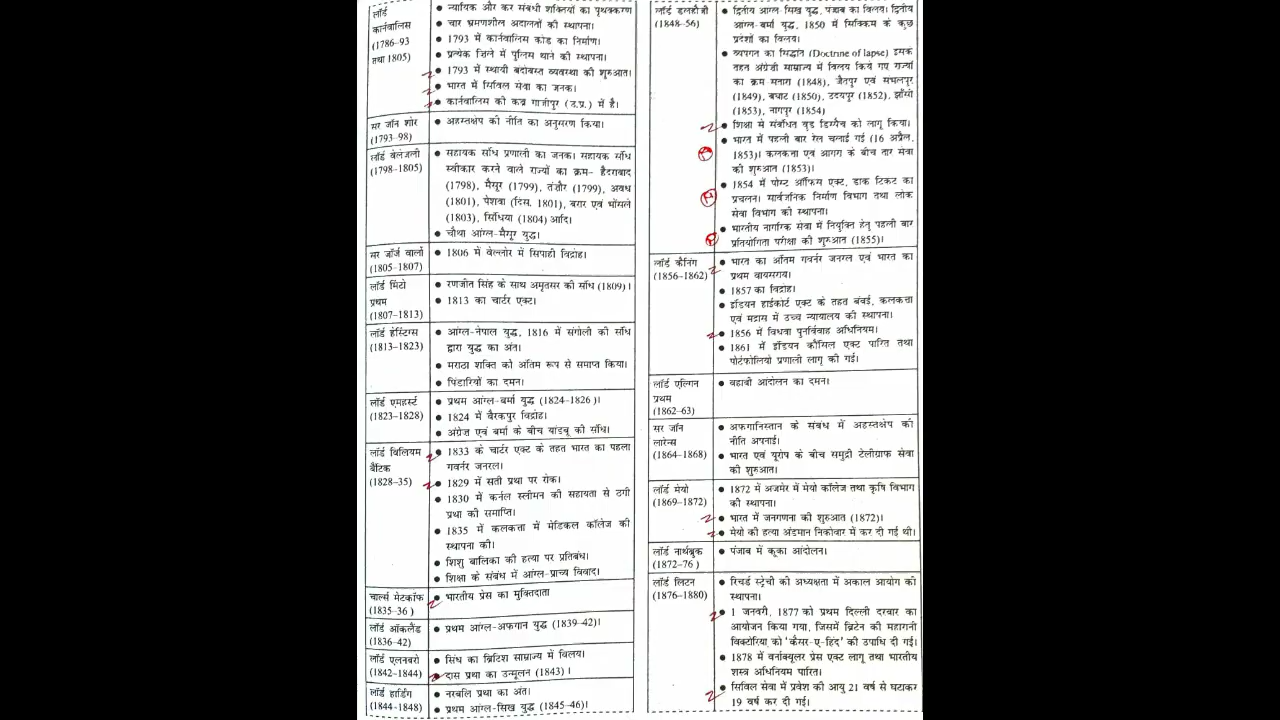 लॉर्ड कार्नवालिस (1786–93 तथा 1805)
● न्यायिक और कर संबंधी शक्तियों का पृथक्करण
● चार भ्रमणशील अदालतों की स्थापना।
● 1793 में कार्नवालिस कोड का निर्माण।
● प्रत्येक जिले में पुलिस थाने की स्थापना।
● 1793 में स्थायी बंदोबस्त व्यवस्था की शुरुआत।
● भारत में सिविल सेवा का जनक।
● कार्नवालिस की कब्र गाजीपुर (उ.प्र.) में है।
सर जॉन शोर (1793–98)
● अहस्तक्षेप की नीति का अनुसरण किया।
लॉर्ड वेलेजली (1798–1805)
● सहायक संधि प्रणाली का जनक। सहायक संधि
स्वीकार करने वाले राज्यों का क्रम– हैदराबाद
(1798), मैसूर (1799), तंजौर (1799), अवध
(1801), पेशवा (दिस. 1801), बरार एवं भोंसले
(1803), सिंधिया (1804) आदि।
● चौथा आंग्ल-मैसूर युद्ध।
सर जॉर्ज बार्लो (1805–1807)
● 1806 में वेल्लोर में सिपाही विद्रोह।
लॉर्ड मिंटो प्रथम (1807–1813)
● रणजीत सिंह के साथ अमृतसर की संधि (1809)।
● 1813 का चार्टर एक्ट।
लॉर्ड हेस्टिंग्स (1813–1823)
● आंग्ल-नेपाल युद्ध, 1816 में संगोली की संधि
द्वारा युद्ध का अंत।
● मराठा शक्ति को अंतिम रूप से समाप्त किया।
● पिंडारियों का दमन।
लॉर्ड एमहर्स्ट (1823–1828)
● प्रथम आंग्ल-बर्मा युद्ध (1824–1826)।
● 1824 में बैरकपुर विद्रोह।
● अंग्रेज एवं बर्मा के बीच यांडबू की संधि।
लॉर्ड विलियम बैंटिक (1828–35)
● 1833 के चार्टर एक्ट के तहत भारत का पहला
गवर्नर जनरल।
● 1829 में सती प्रथा पर रोक।
● 1830 में कर्नल स्लीमन की सहायता से ठगी
प्रथा की समाप्ति।
● 1835 में कलकत्ता में मेडिकल कॉलेज की
स्थापना की।
● शिशु बालिका की हत्या पर प्रतिबंध।
● शिक्षा के संबंध में आंग्ल-प्राच्य विवाद।
चार्ल्स मेटकॉफ (1835–36)
● भारतीय प्रेस का मुक्तिदाता
लॉर्ड ऑकलैंड (1836–42)
● प्रथम आंग्ल-अफगान युद्ध (1839–42)।
लॉर्ड एलनबरो (1842–1844)
● सिंध का ब्रिटिश साम्राज्य में विलय।
● दास प्रथा का उन्मूलन (1843)।
लॉर्ड हार्डिंग (1844–1848)
● नरबलि प्रथा का अंत।
● प्रथम आंग्ल-सिख युद्ध (1845–46)।
लॉर्ड डलहौजी (1848–56)
● द्वितीय आंग्ल-सिख युद्ध, पंजाब का विलय। द्वितीय
आंग्ल-बर्मा युद्ध, 1850 में सिक्किम के कुछ
प्रदेशों का विलय।
● व्यपगत का सिद्धांत (Doctrine of lapse) इसके
तहत अंग्रेजी साम्राज्य में विलय किये गए राज्यों
का क्रम-सतारा (1848), जैतपुर एवं संभलपुर
(1849), बघाट (1850), उदयपुर (1852), झाँसी
(1853), नागपुर (1854)
● शिक्षा से संबंधित वुड डिस्पैच को लागू किया।
● भारत में पहली बार रेल चलाई गई (16 अप्रैल,
1853)। कलकत्ता एवं आगरा के बीच तार सेवा
की शुरुआत (1853)।
● 1854 में पोस्ट ऑफिस एक्ट, डाक टिकट का
प्रचलन। सार्वजनिक निर्माण विभाग तथा लोक
सेवा विभाग की स्थापना।
● भारतीय नागरिक सेवा में नियुक्ति हेतु पहली बार
प्रतियोगिता परीक्षा की शुरुआत (1855)।
लॉर्ड कैनिंग (1856–1862)
● भारत का अंतिम गवर्नर जनरल एवं भारत का
प्रथम वायसराय।
● 1857 का विद्रोह।
● इंडियन हाईकोर्ट एक्ट के तहत बंबई, कलकत्ता
एवं मद्रास में उच्च न्यायालय की स्थापना।
● 1856 में विधवा पुनर्विवाह अधिनियम।
● 1861 में इंडियन कौंसिल एक्ट पारित तथा
पोर्टफोलियो प्रणाली लागू की गई।
लॉर्ड एल्गिन प्रथम (1862–63)
● वहाबी आंदोलन का दमन।
सर जॉन लारेन्स (1864–1868)
● अफगानिस्तान के संबंध में अहस्तक्षेप की
नीति अपनाई।
● भारत एवं यूरोप के बीच समुद्री टेलीग्राफ सेवा
की शुरुआत।
लॉर्ड मेयो (1869–1872)
● 1872 में अजमेर में मेयो कॉलेज तथा कृषि विभाग
की स्थापना।
● भारत में जनगणना की शुरुआत (1872)।
● मेयो की हत्या अंडमान निकोबार में कर दी गई थी।
लॉर्ड नार्थब्रुक (1872–76)
● पंजाब में कूका आंदोलन।
लॉर्ड लिटन (1876–1880)
● रिचर्ड स्ट्रेची की अध्यक्षता में अकाल आयोग की
स्थापना।
● 1 जनवरी, 1877 को प्रथम दिल्ली दरबार का
आयोजन किया गया, जिसमें ब्रिटेन की महारानी
विक्टोरिया को 'कैसर-ए-हिंद' की उपाधि दी गई।
● 1878 में वर्नाक्यूलर प्रेस एक्ट लागू तथा भारतीय
शस्त्र अधिनियम पारित।
● सिविल सेवा में प्रवेश की आयु 21 वर्ष से घटाकर
19 वर्ष कर दी गई।